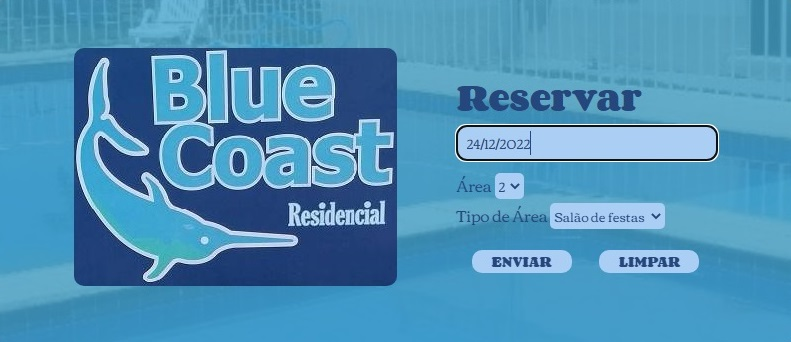 Blue
Coast
Residencial
Reservar
24/12/2022
Área 2
Tipo de Área Salão de festas
ENVIAR LIMPAR